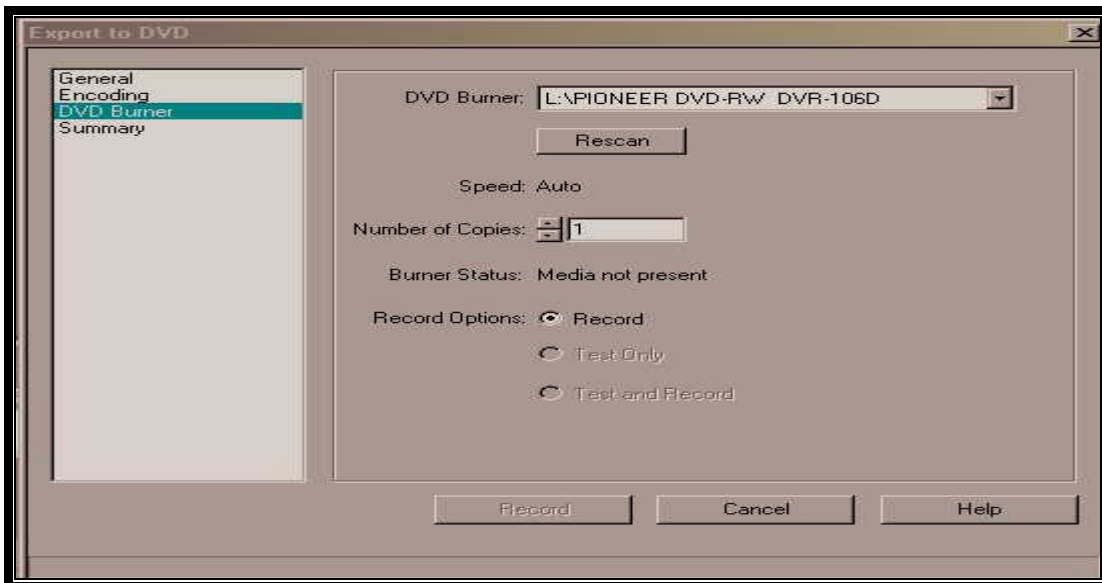 Export to DVD
General
Encoding
DVD Burner
Summary
DVD Burner: L:\PIONEER DVD-RW DVR-106D
Rescan
Speed: Auto
Number of Copies: 1
Burner Status: Media not present
Record Options: Record
Test Only
Test and Record
Record Cancel Help